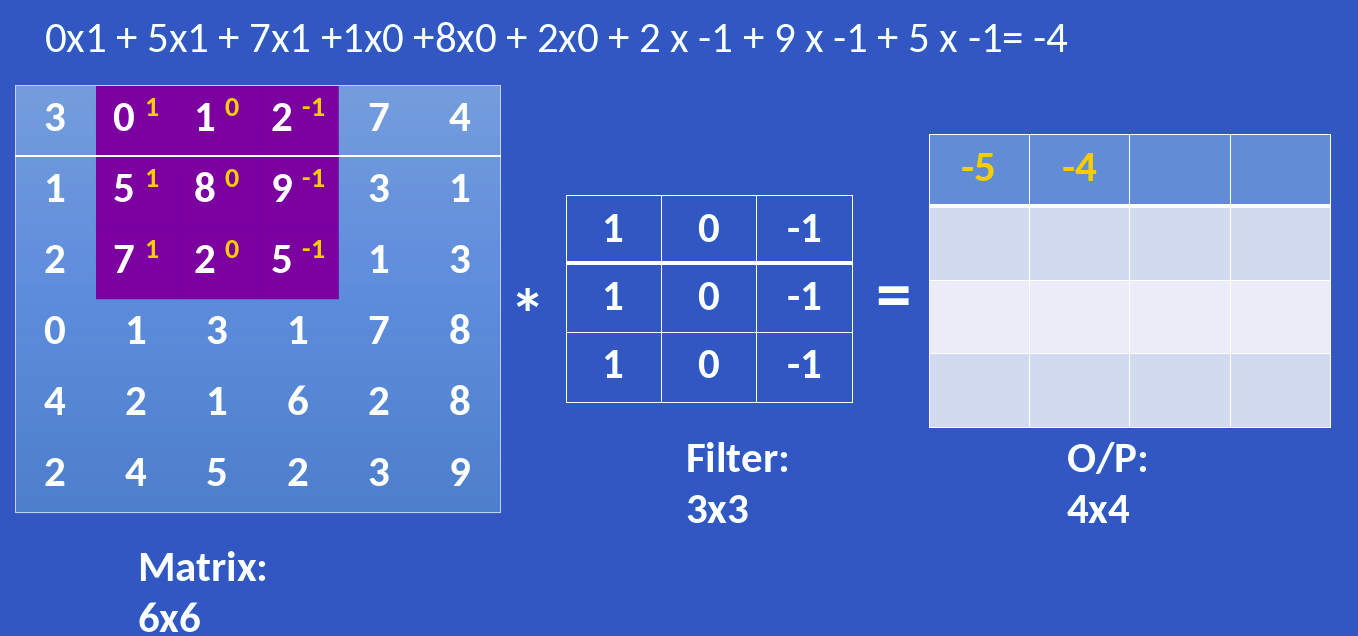 0x1 + 5x1 + 7x1 +1x0 +8x0 + 2x0 + 2 x -1 + 9 x -1 + 5 x -1= -4
3 0 1 1 0 2 -1 7 4
1 5 1 8 0 9 -1 3 1
2 7 1 2 0 5 -1 1 3
0 1 3 1 7 8
4 2 1 6 2 8
2 4 5 2 3 9
*
1 0 -1
1 0 -1
1 0 -1
=
-5 -4
Filter:
3x3
O/P:
4x4
Matrix:
6x6